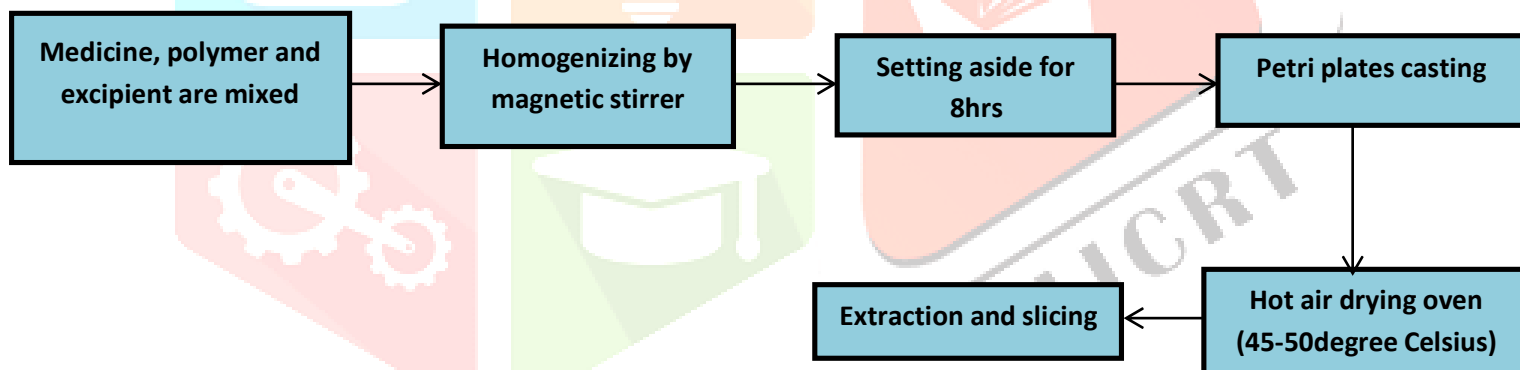 Medicine, polymer and
excipient are mixed
Homogenizing by
magnetic stirrer
Setting aside for
8hrs
Petri plates casting
Hot air drying oven
(45-50degree Celsius)
Extraction and slicing